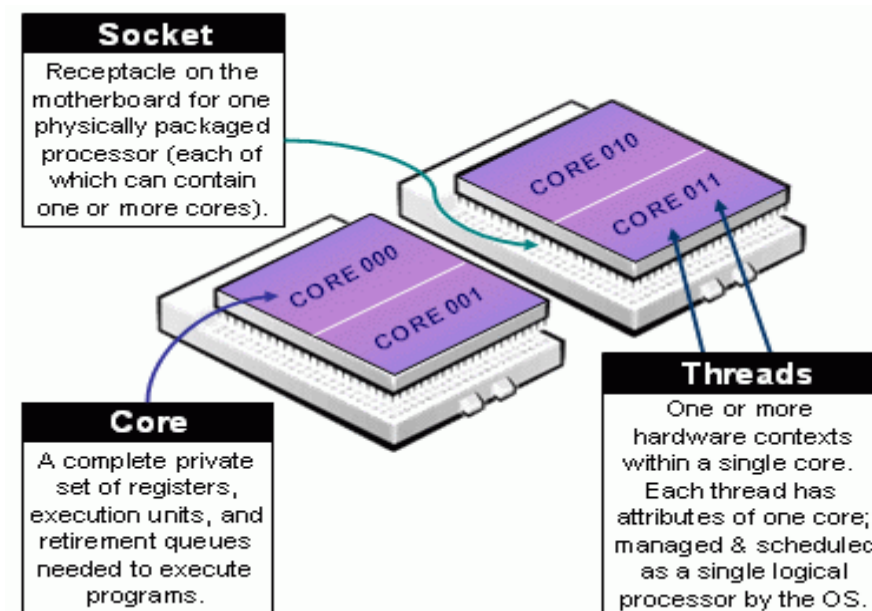 Socket
Receptacle on the
motherboard for one
physically packaged
processor (each of
which can contain
one or more cores).
CORE 010
CORE 011
CORE 000
CORE 001
Core
A complete private
set of registers,
execution units, and
retirement queues
needed to execute
programs.
Threads
One or more
hardware contexts
within a single core.
Each thread has
attributes of one core;
managed & scheduled
as a single logical
processor by the OS.